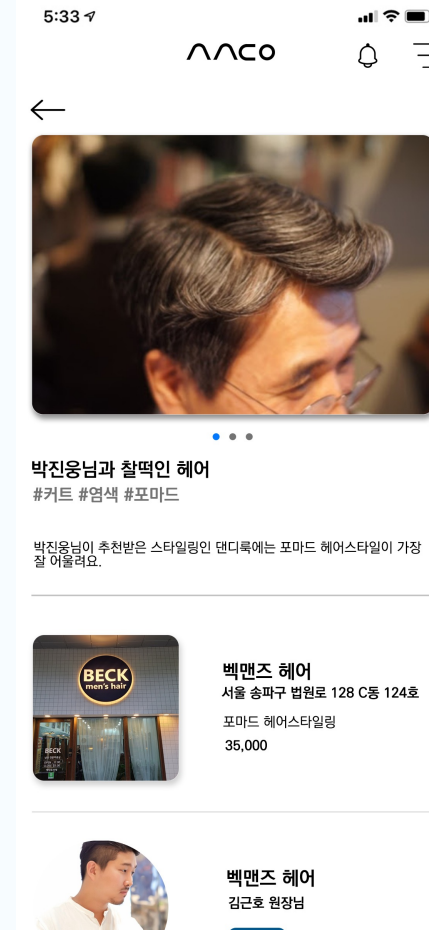 5:33
ΛΛCO
박진웅님과 찰떡인 헤어
#커트 #염색 #포마드
박진웅님이 추천받은 스타일링인 댄디룩에는 포마드 헤어스타일이 가장
잘 어울려요.
BECK
men's hair
BECK
벡맨즈 헤어
서울 송파구 법원로 128 C동 124호
포마드 헤어스타일링
35,000
벡맨즈 헤어
김근호 원장님